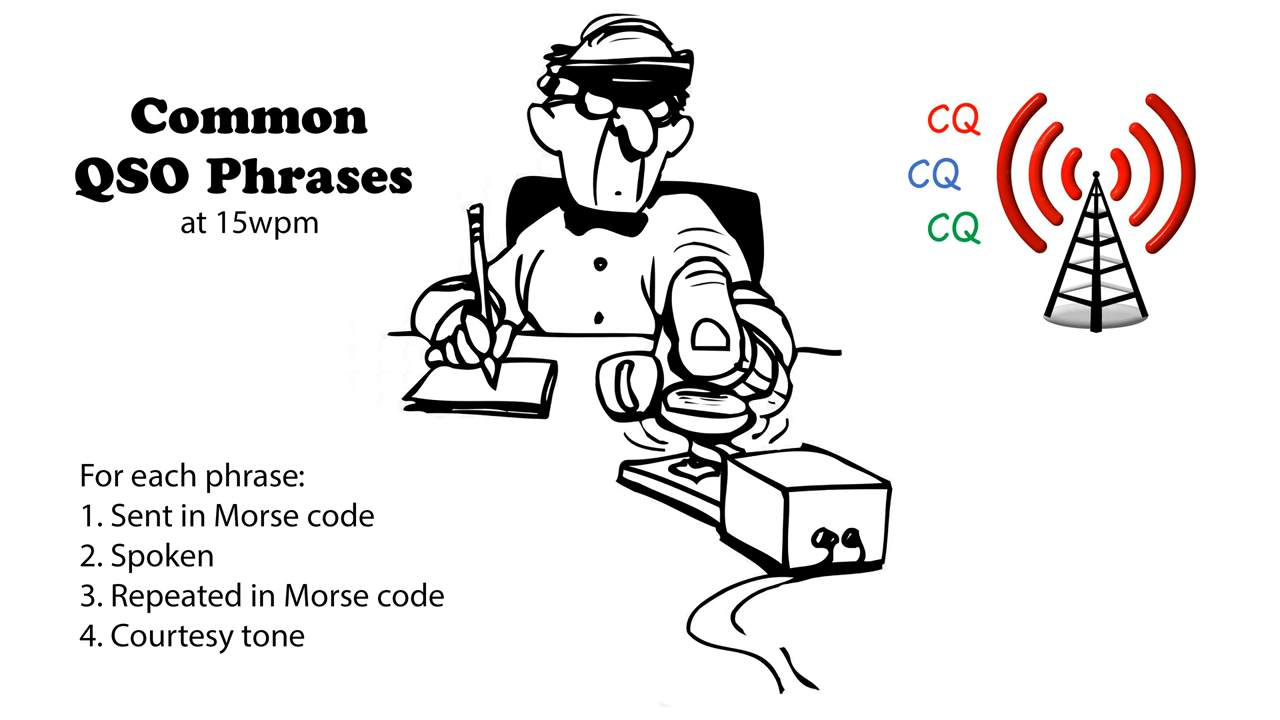 Common
QSO Phrases
at 15wpm
CQ
CQ
CQ
For each phrase:
1. Sent in Morse code
2. Spoken
3. Repeated in Morse code
4. Courtesy tone